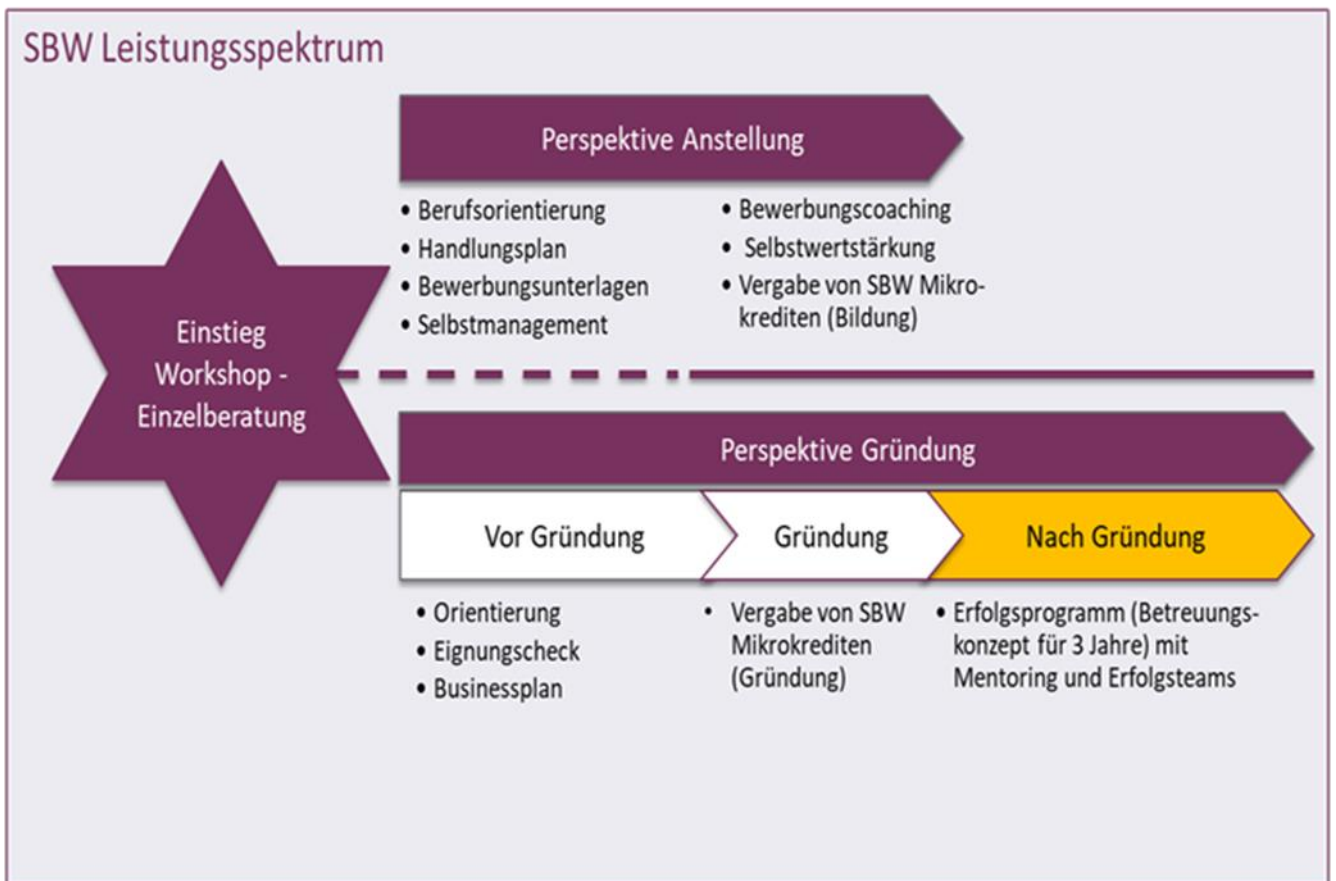 SBW Leistungsspektrum
Einstieg
Workshop -
Einzelberatung
Perspektive Anstellung
• Berufsorientierung
• Handlungsplan
• Bewerbungsunterlagen
• Selbstmanagement
• Bewerbungscoaching
• Selbstwertstärkung
• Vergabe von SBW Mikro-
krediten (Bildung)
Perspektive Gründung
Vor Gründung
Gründung
Nach Gründung
• Orientierung
• Eignungscheck
• Businessplan
• Vergabe von SBW
Mikrokrediten
(Gründung)
• Erfolgsprogramm (Betreuungs-
konzept für 3 Jahre) mit
Mentoring und Erfolgsteams